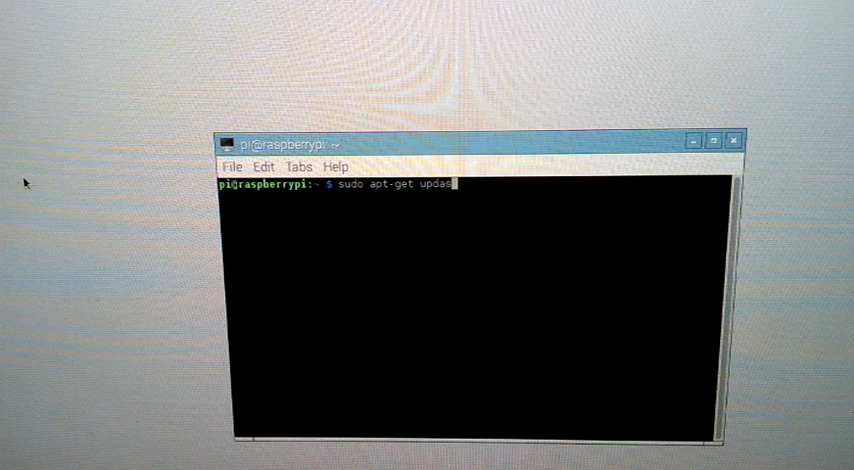 pi@raspberrypi: ~
File Edit Tabs Help
pi@raspberrypi:~ $ sudo apt-get updas